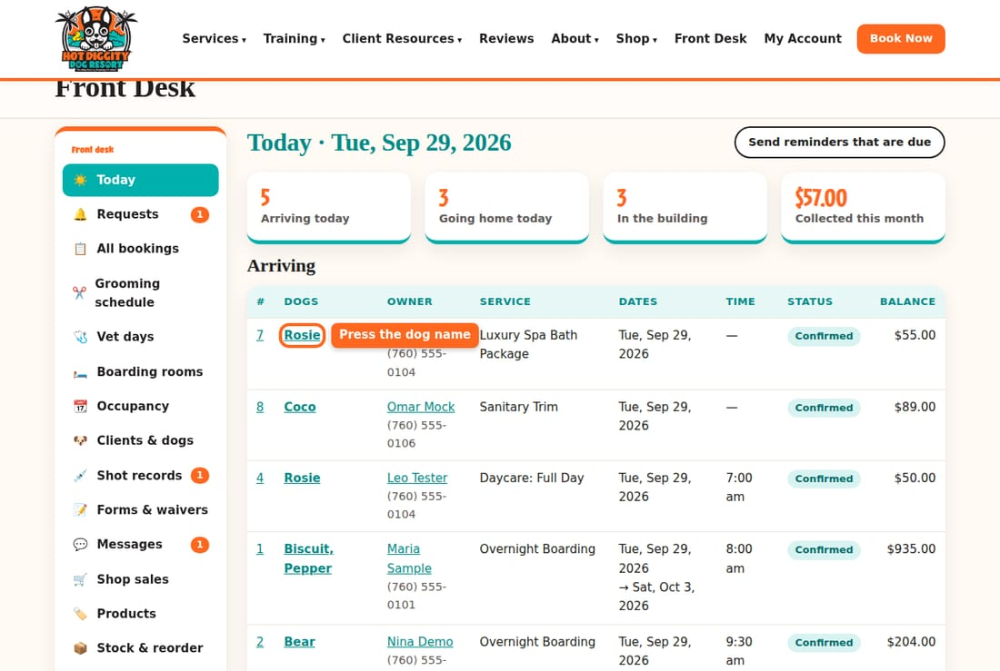 HOT DIGGITY
DOG RESORT
Services ▾ Training ▾ Client Resources ▾ Reviews About ▾ Shop ▾ Front Desk My Account Book Now
Front Desk
Front desk
Today
Requests 1
All bookings
Grooming
schedule
Vet days
Boarding rooms
Occupancy
Clients & dogs
Shot records 1
Forms & waivers
Messages 1
Shop sales
Products
Stock & reorder
Today · Tue, Sep 29, 2026
Send reminders that are due
5
Arriving today
3
Going home today
3
In the building
$57.00
Collected this month
Arriving
# DOGS OWNER SERVICE DATES TIME STATUS BALANCE
7 Rosie Press the dog name Luxury Spa Bath Tue, Sep 29, — Confirmed $55.00
(760) 555- Package 2026
0104
8 Coco Omar Mock Sanitary Trim Tue, Sep 29, — Confirmed $89.00
(760) 555- 2026
0106
4 Rosie Leo Tester Daycare: Full Day Tue, Sep 29, 7:00 Confirmed $50.00
(760) 555- 2026 am
0104
1 Biscuit, Maria Overnight Boarding Tue, Sep 29, 8:00 Confirmed $935.00
Pepper Sample 2026 am
(760) 555- → Sat, Oct 3,
0101 2026
2 Bear Nina Demo Overnight Boarding Tue, Sep 29, 9:30 Confirmed $204.00
(760) 555- 2026 am